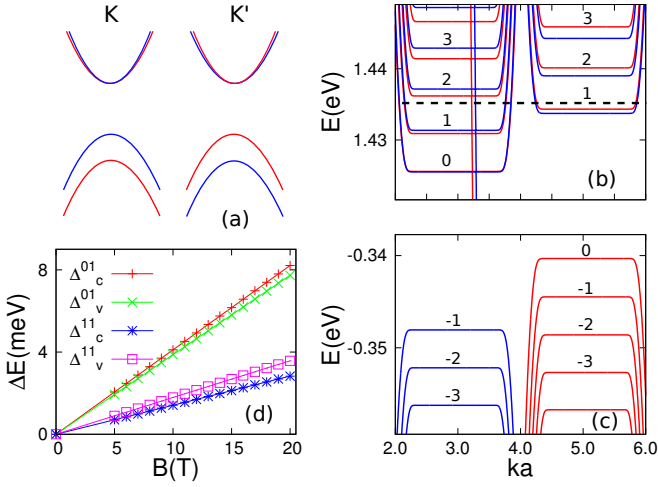 K K'
(a)
E(eV)
1.444
1.433
3
2
1
0
3
2
1
(b)
ΔE(meV)
8
4
0
Δ^01_c
Δ^01_v
Δ^11_c
Δ^11_v
(d)
0 5 10 15 20
B(T)
E(eV)
-0.34
-0.35
-1
-2
-3
0
-1
-2
-3
(c)
2.0 3.0 4.0 5.0 6.0
ka